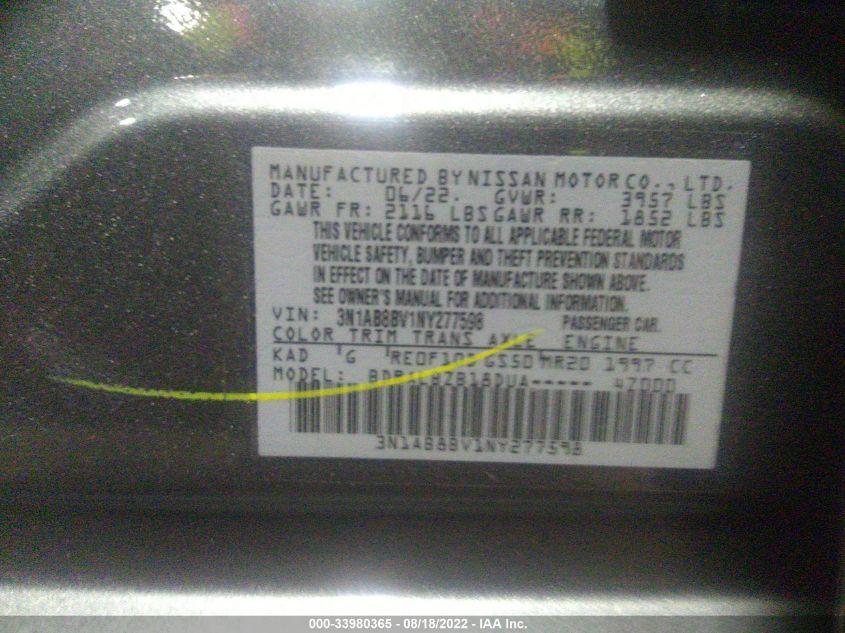 MANUFACTURED BY NISSAN MOTOR CO., LTD.
DATE: 06/22. GVWR: 3957 LBS
GAWR FR: 2116 LBS GAWR RR: 1852 LBS
THIS VEHICLE CONFORMS TO ALL APPLICABLE FEDERAL MOTOR
VEHICLE SAFETY, BUMPER AND THEFT PREVENTION STANDARDS
IN EFFECT ON THE DATE OF MANUFACTURE SHOWN ABOVE.
SEE OWNER'S MANUAL FOR ADDITIONAL INFORMATION.
VIN: 3N1AB8BV1NY277598 PASSENGER CAR.
COLOR TRIM TRANS AXLE ENGINE
KAD G RE0F10D GS50 MR20 1997 CC
MODEL: 47000
3N1AB8BV1NY277598
000-33980365 - 08/18/2022 - IAA Inc.